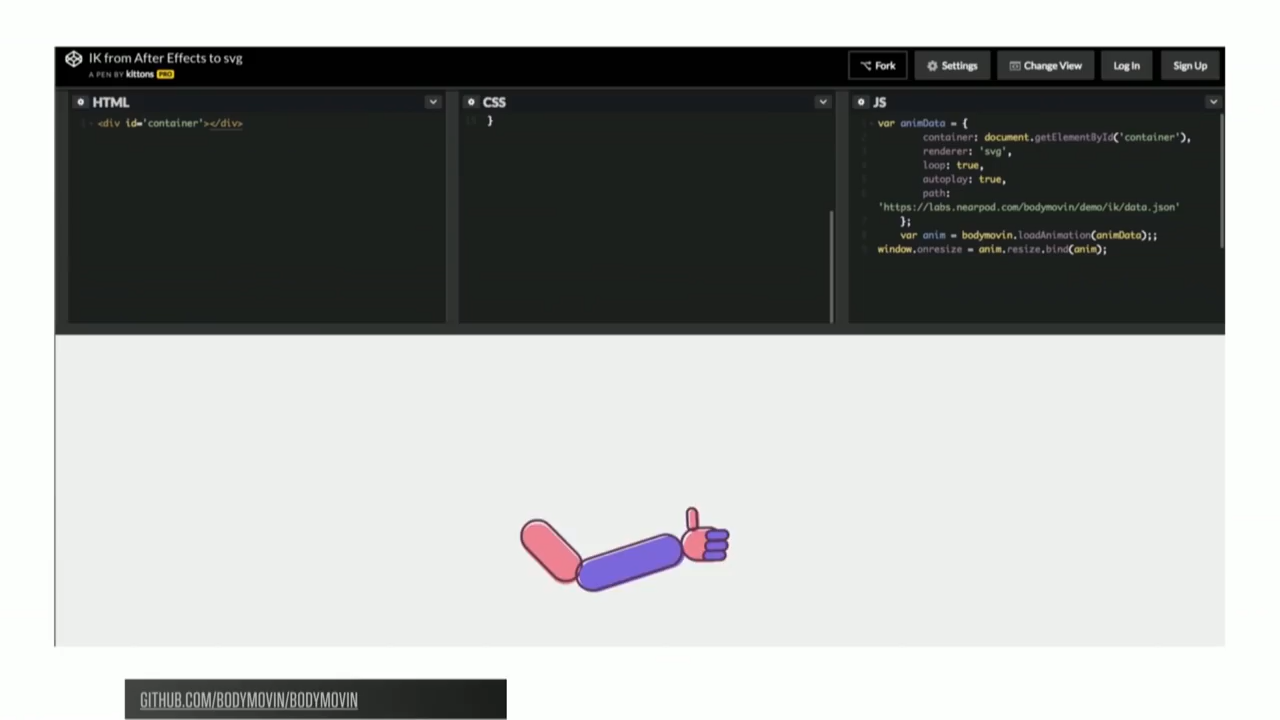 IK from After Effects to svg
A PEN BY kittons PRO
Fork
Settings
Change View
Log In
Sign Up
HTML
CSS
JS
<div id='container'></div>
}
var animData = {
container: document.getElementById('container'),
renderer: 'svg',
loop: true,
autoplay: true,
path:
'https://labs.nearpod.com/bodymovin/demo/ik/data.json'
};
var anim = bodymovin.loadAnimation(animData);;
window.onresize = anim.resize.bind(anim);
GITHUB.COM/BODYMOVIN/BODYMOVIN